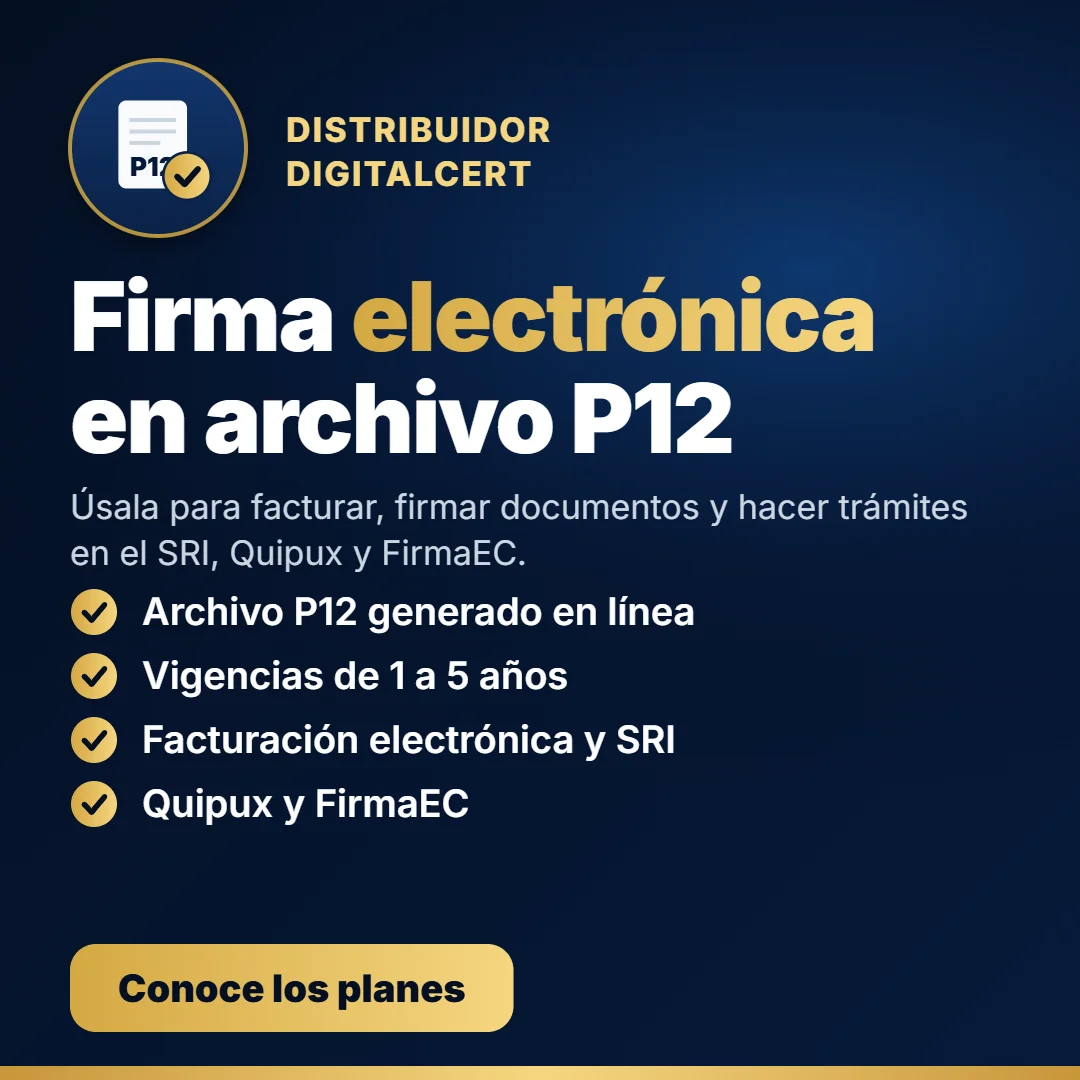 P12
DISTRIBUIDOR
DIGITALCERT
Firma electrónica
en archivo P12
Úsala para facturar, firmar documentos y hacer trámites
en el SRI, Quipux y FirmaEC.
Archivo P12 generado en línea
Vigencias de 1 a 5 años
Facturación electrónica y SRI
Quipux y FirmaEC
Conoce los planes